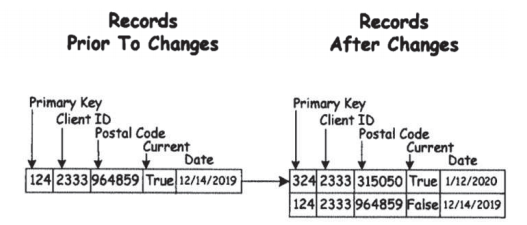 Records
Prior To Changes
Primary Key
Client ID
Postal Code
Current
Date
124 2333 964859 True 12/14/2019
Records
After Changes
Primary Key
Client ID
Postal Code
Current
Date
324 2333 315050 True 1/12/2020
124 2333 964859 False 12/14/2019